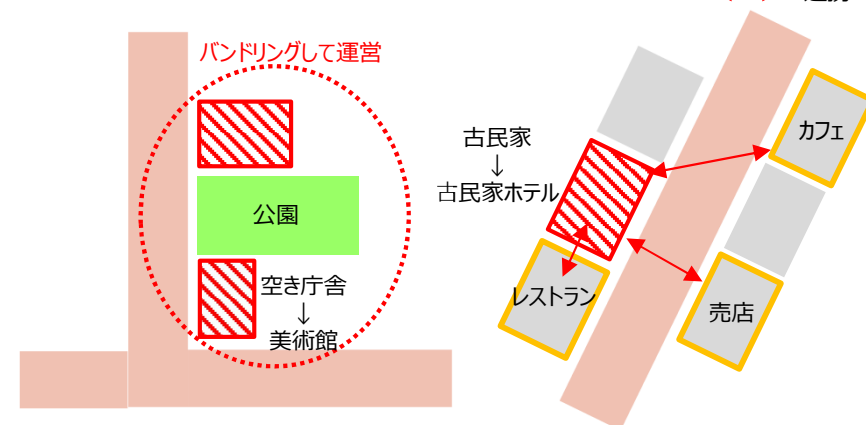 バンドリングして運営
公園
空き庁舎
↓
美術館
古民家
↓
古民家ホテル
カフェ
レストラン
売店